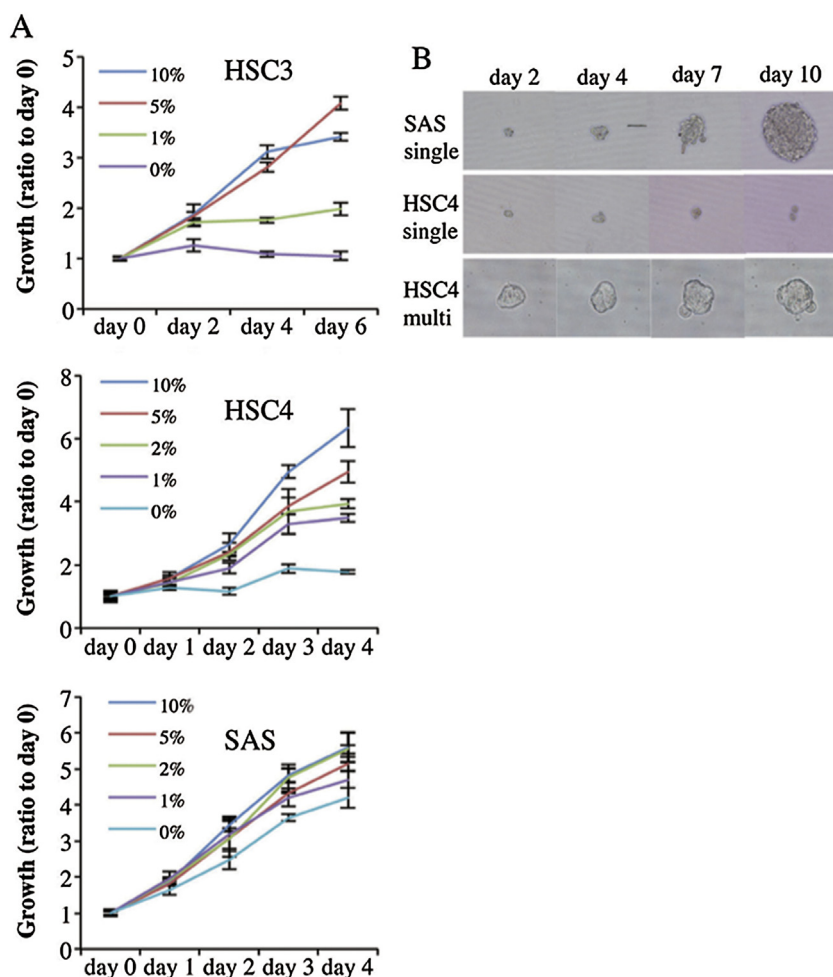 A
Growth (ratio to day 0)
5
4
3
2
1
0
10%
5%
1%
0%
HSC3
day 0 day 2 day 4 day 6
Growth (ratio to day 0)
8
6
4
2
0
10%
5%
2%
1%
0%
HSC4
day 0 day 1 day 2 day 3 day 4
Growth (ratio to day 0)
7
6
5
4
3
2
1
0
10%
5%
2%
1%
0%
SAS
day 0 day 1 day 2 day 3 day 4
B
day 2 day 4 day 7 day 10
SAS
single
HSC4
single
HSC4
multi